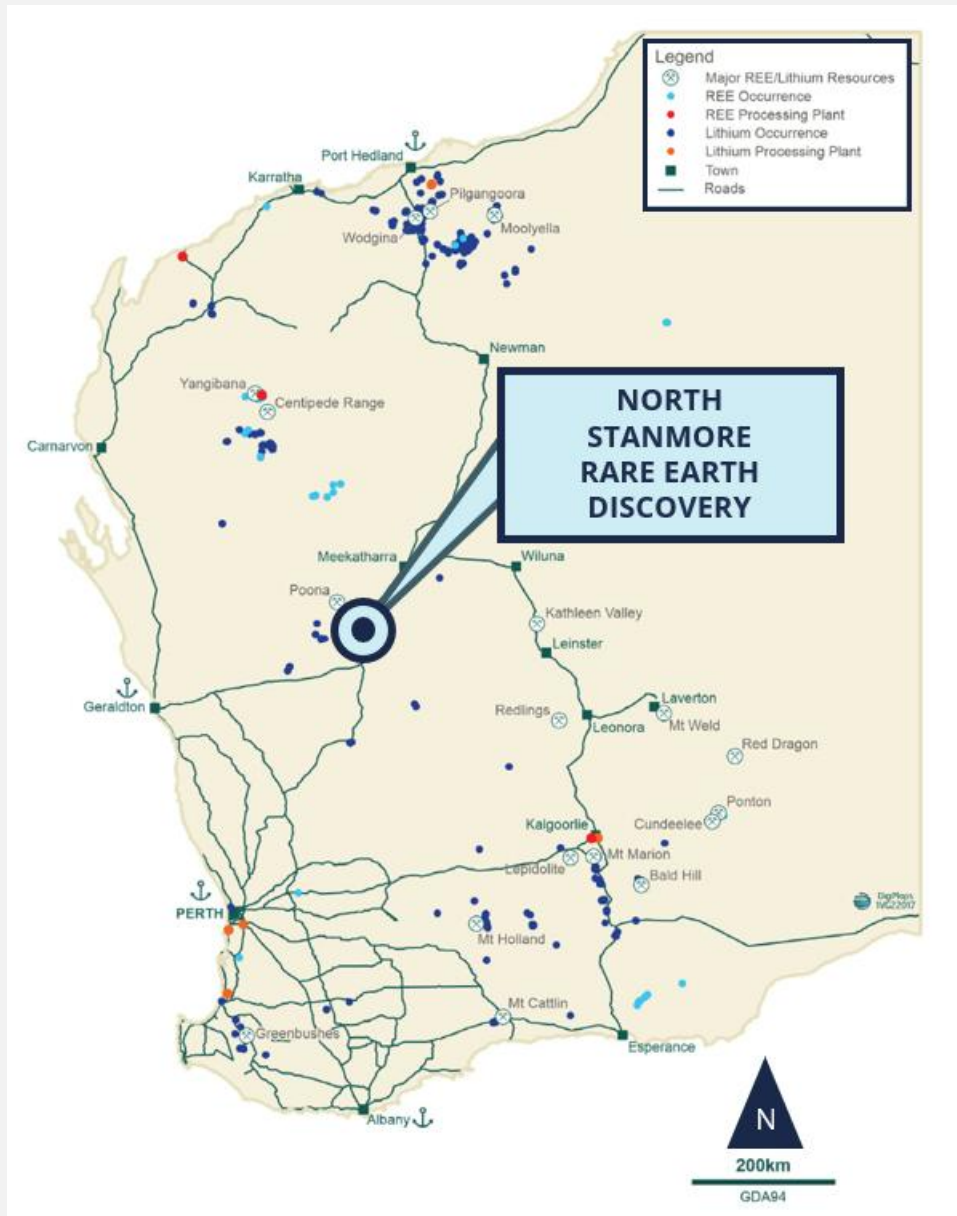 Legend
Major REE/Lithium Resources
REE Occurrence
REE Processing Plant
Lithium Occurrence
Lithium Processing Plant
Town
Roads
Port Hedland
Karratha
Pilgangoora
Wodgina
Moolyella
Newman
Yangibana
Centipede Range
Carnarvon
NORTH
STANMORE
RARE EARTH
DISCOVERY
Meekatharra
Wiluna
Poona
Kathleen Valley
Leinster
Geraldton
Redlings
Laverton
Leonora
Mt Weld
Red Dragon
Ponton
Cundeelee
Kalgoorlie
Mt Marion
Lepidolite
Bald Hill
DigMaps
IVG22017
PERTH
Mt Holland
Mt Cattlin
Greenbushes
Esperance
Albany
N
200km
GDA94